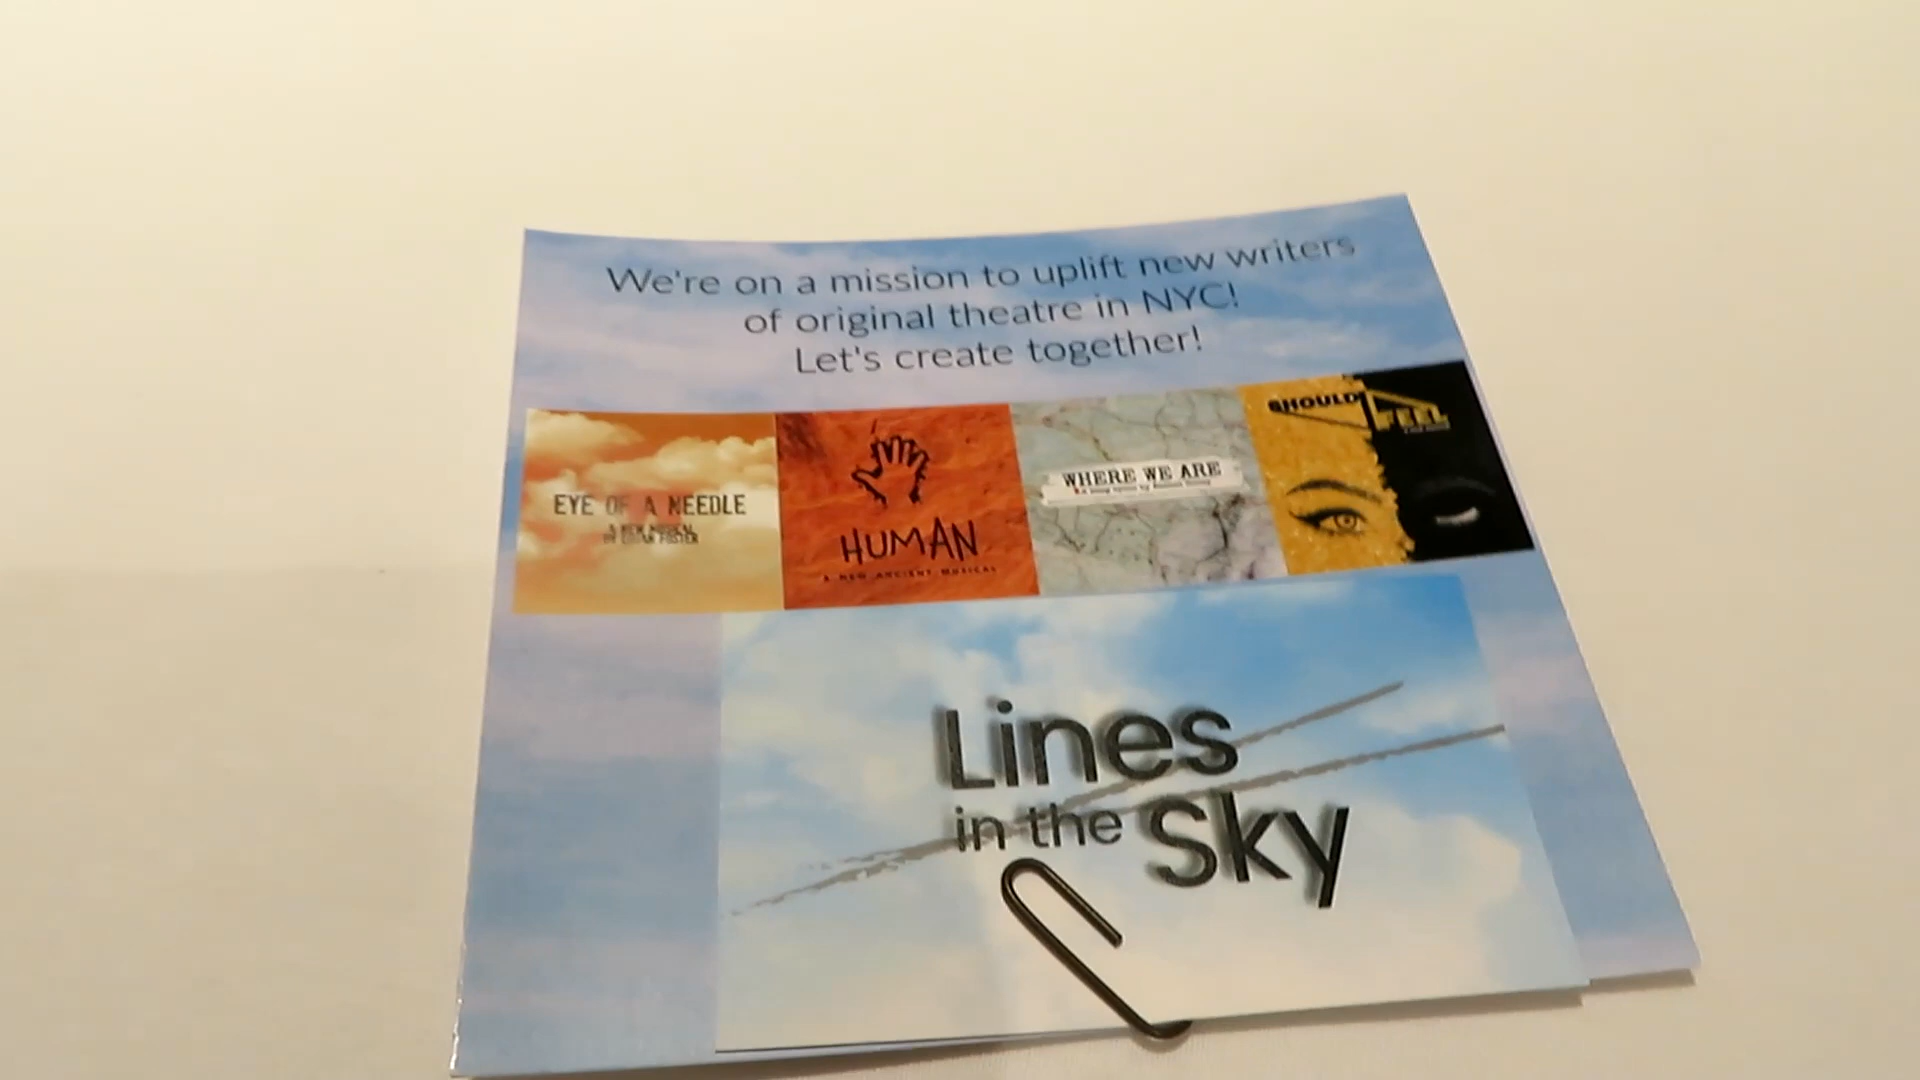 We're on a mission to uplift new writers
of original theatre in NYC!
Let's create together!
EYE OF A NEEDLE
A NEW MUSICAL
HUMAN
A NEW ANCIENT MUSICAL
WHERE WE ARE
SHOULD I
FEEL
Lines
in the Sky